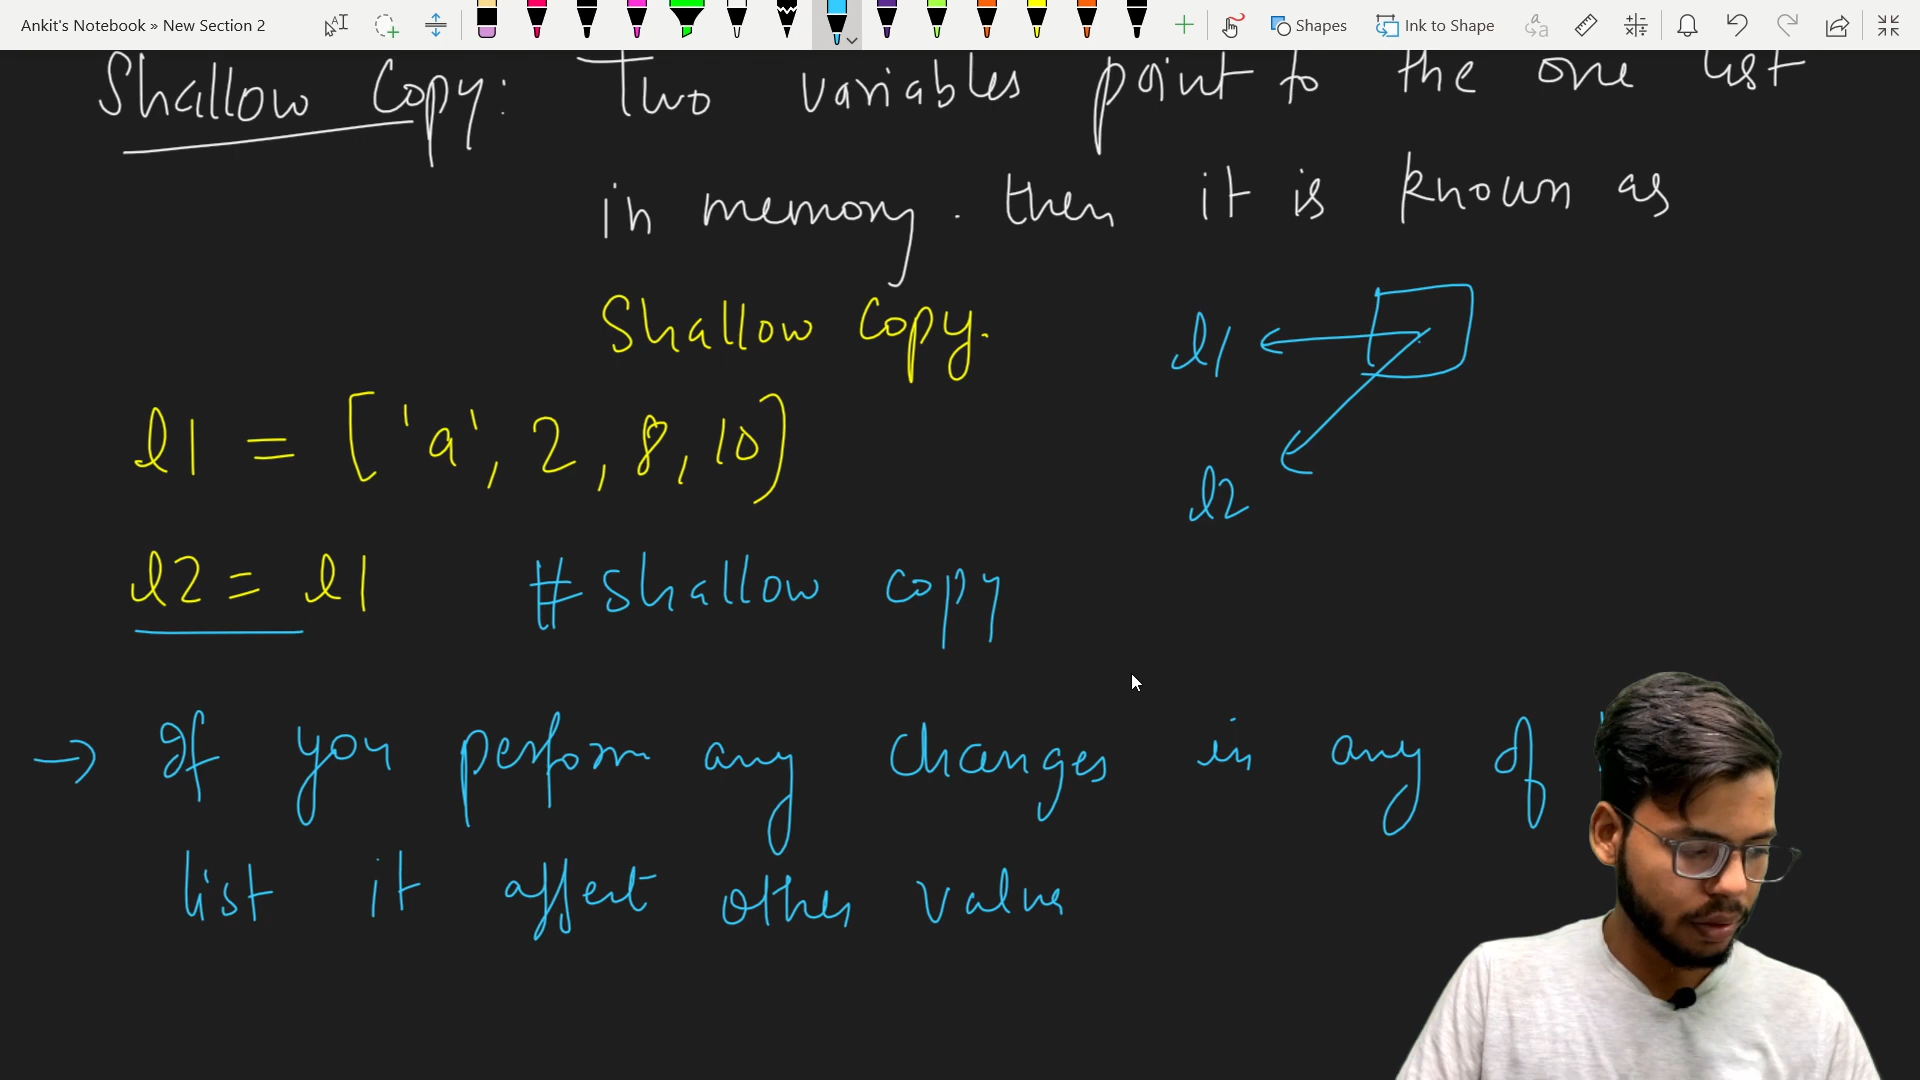 Ankit's Notebook » New Section 2
Shapes
Ink to Shape
Shallow Copy: Two variables point to the one list
in memory. then it is known as
Shallow Copy.
l1
l1 = ['a', 2, 8, 10]
l2
l2 = l1 # Shallow copy
→ If you perform any changes in any of
list it affect other value